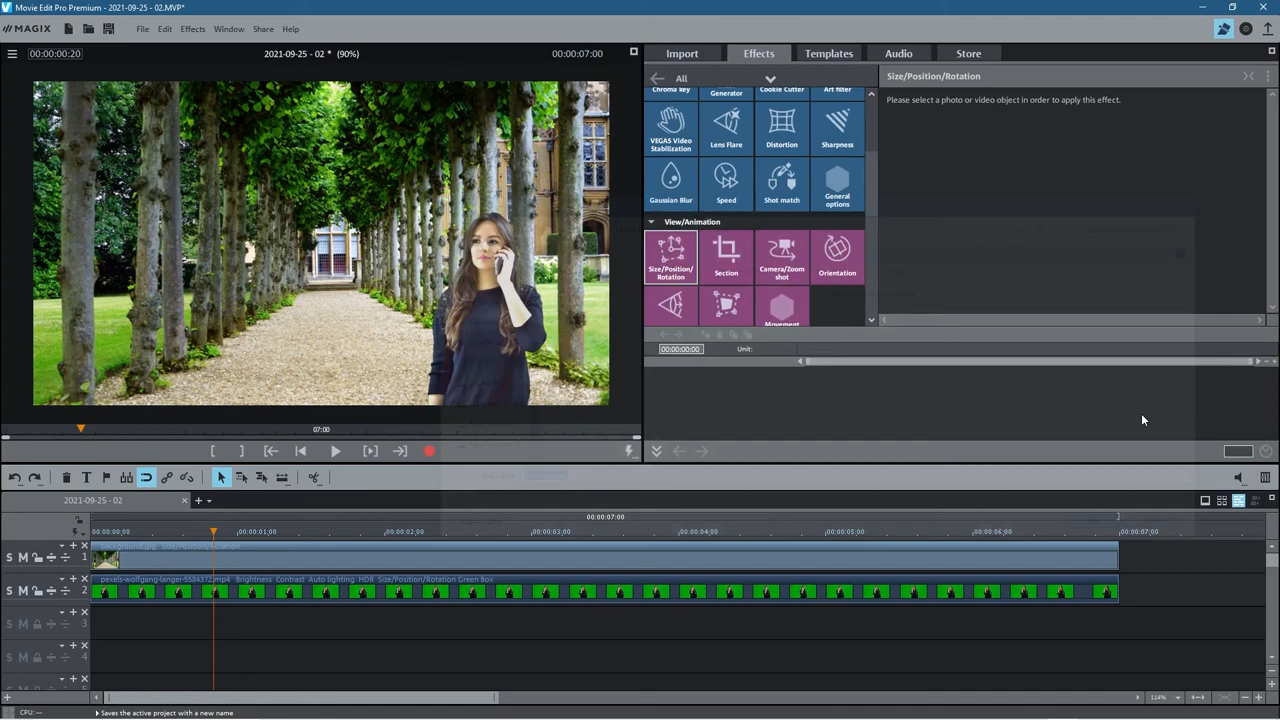 Movie Edit Pro Premium - 2021-09-25 - 02.MVP*
MAGIX
File Edit Effects Window Share Help
00:00:00:20
2021-09-25 - 02 * (90%)
00:00:07:00
Import
Effects
Templates
Audio
Store
All
Size/Position/Rotation
Please select a photo or video object in order to apply this effect.
Chroma key
Generator
Cookie Cutter
Art filter
VEGAS Video Stabilization
Lens Flare
Distortion
Sharpness
Gaussian Blur
Speed
Shot match
General options
View/Animation
Size/Position/ Rotation
Section
Camera/Zoom shot
Orientation
Movement
00:00:00:00
Unit:
07:00
2021-09-25 - 02
00:00:07:00
00:00:00:00
00:00:01:00
00:00:02:00
00:00:03:00
00:00:04:00
00:00:05:00
00:00:06:00
00:00:07:00
S M 1
Background.jpg Size/Position/Rotation
S M 2
pexels-wolfgang-langer-5584372.mp4 Brightness Contrast Auto lighting HDR Size/Position/Rotation Green Box
S M 3
S M 4
114%
CPU: —
Saves the active project with a new name